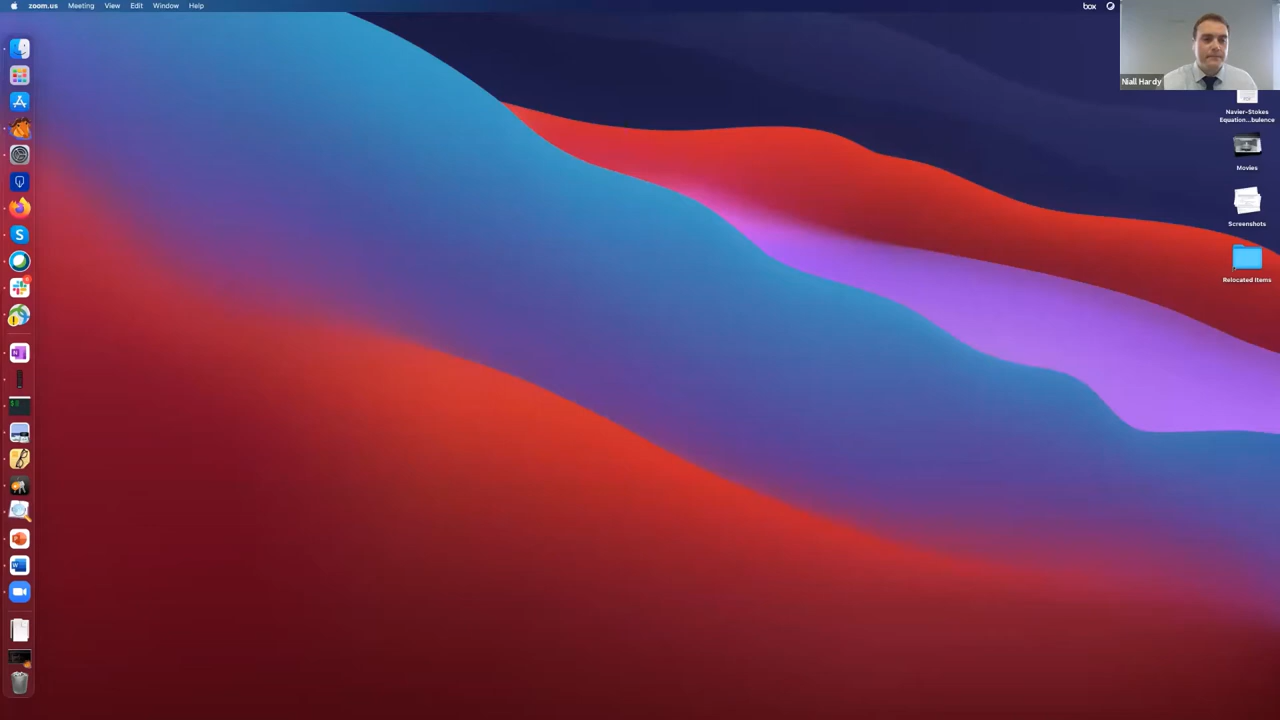 zoom.us Meeting View Edit Window Help
box
Niall Hardy
Navier-Stokes
Equation...bulence
Movies
Screenshots
Relocated Items